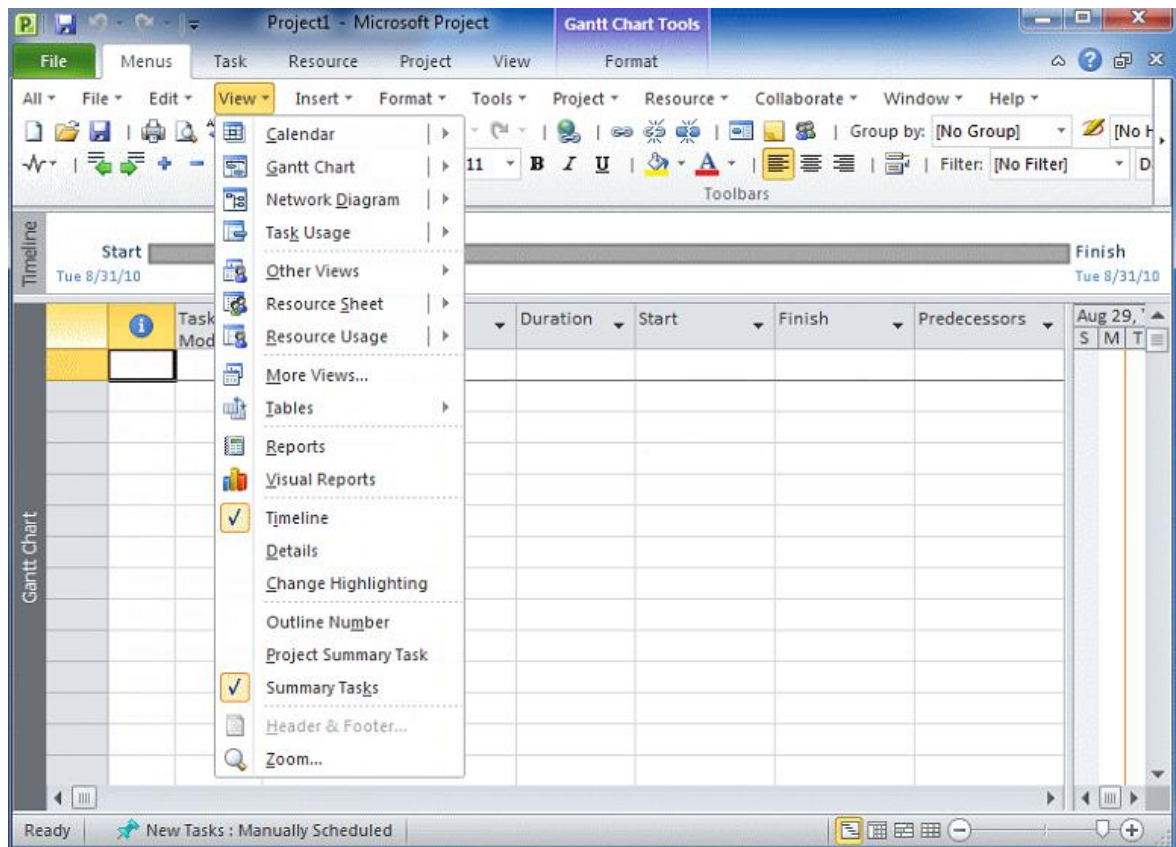 Project1 - Microsoft Project Gantt Chart Tools
File Menus Task Resource Project View Format
All File Edit View Insert Format Tools Project Resource Collaborate Window Help
Group by: [No Group] [No H
11 B I U A Filter: [No Filter] D
Toolbars
Calendar
Gantt Chart
Network Diagram
Task Usage
Other Views
Resource Sheet
Resource Usage
More Views...
Tables
Reports
Visual Reports
Timeline
Details
Change Highlighting
Outline Number
Project Summary Task
Summary Tasks
Header & Footer...
Zoom...
Timeline
Start Finish
Tue 8/31/10 Tue 8/31/10
Task Duration Start Finish Predecessors Aug 29, '
Mod S M T
Gantt Chart
Ready New Tasks : Manually Scheduled